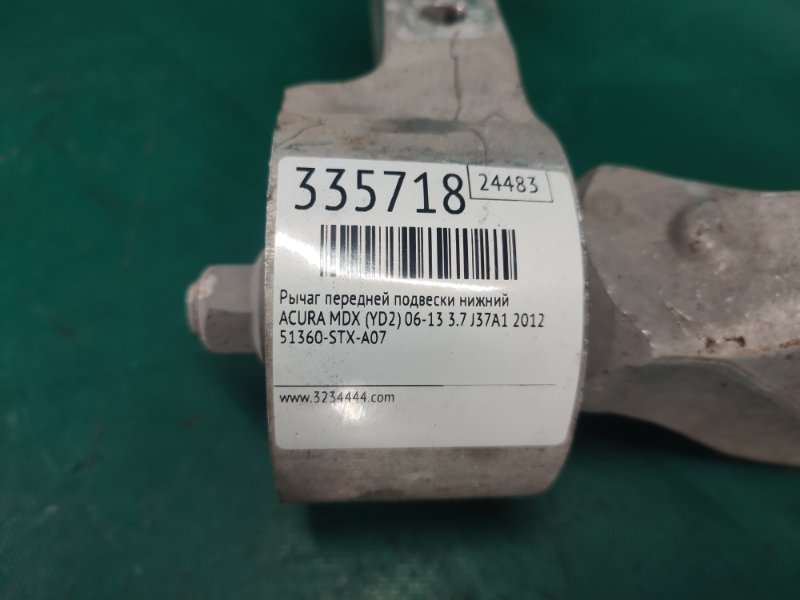 335718
24483
Рычаг передней подвески нижний
ACURA MDX (YD2) 06-13 3.7 J37A1 2012
51360-STX-A07
www.3234444.com